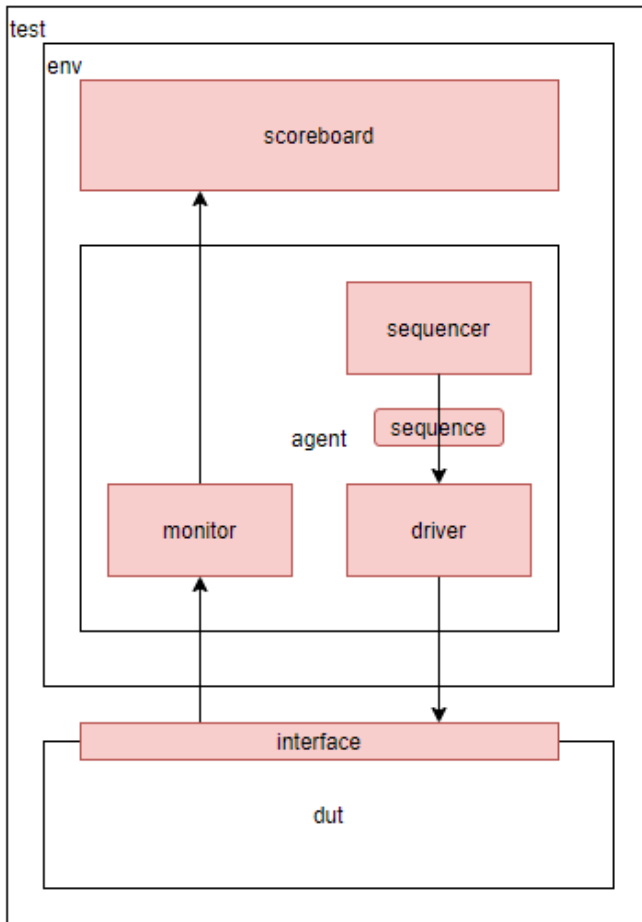 test
env
scoreboard
sequencer
sequence
agent
monitor
driver
interface
dut